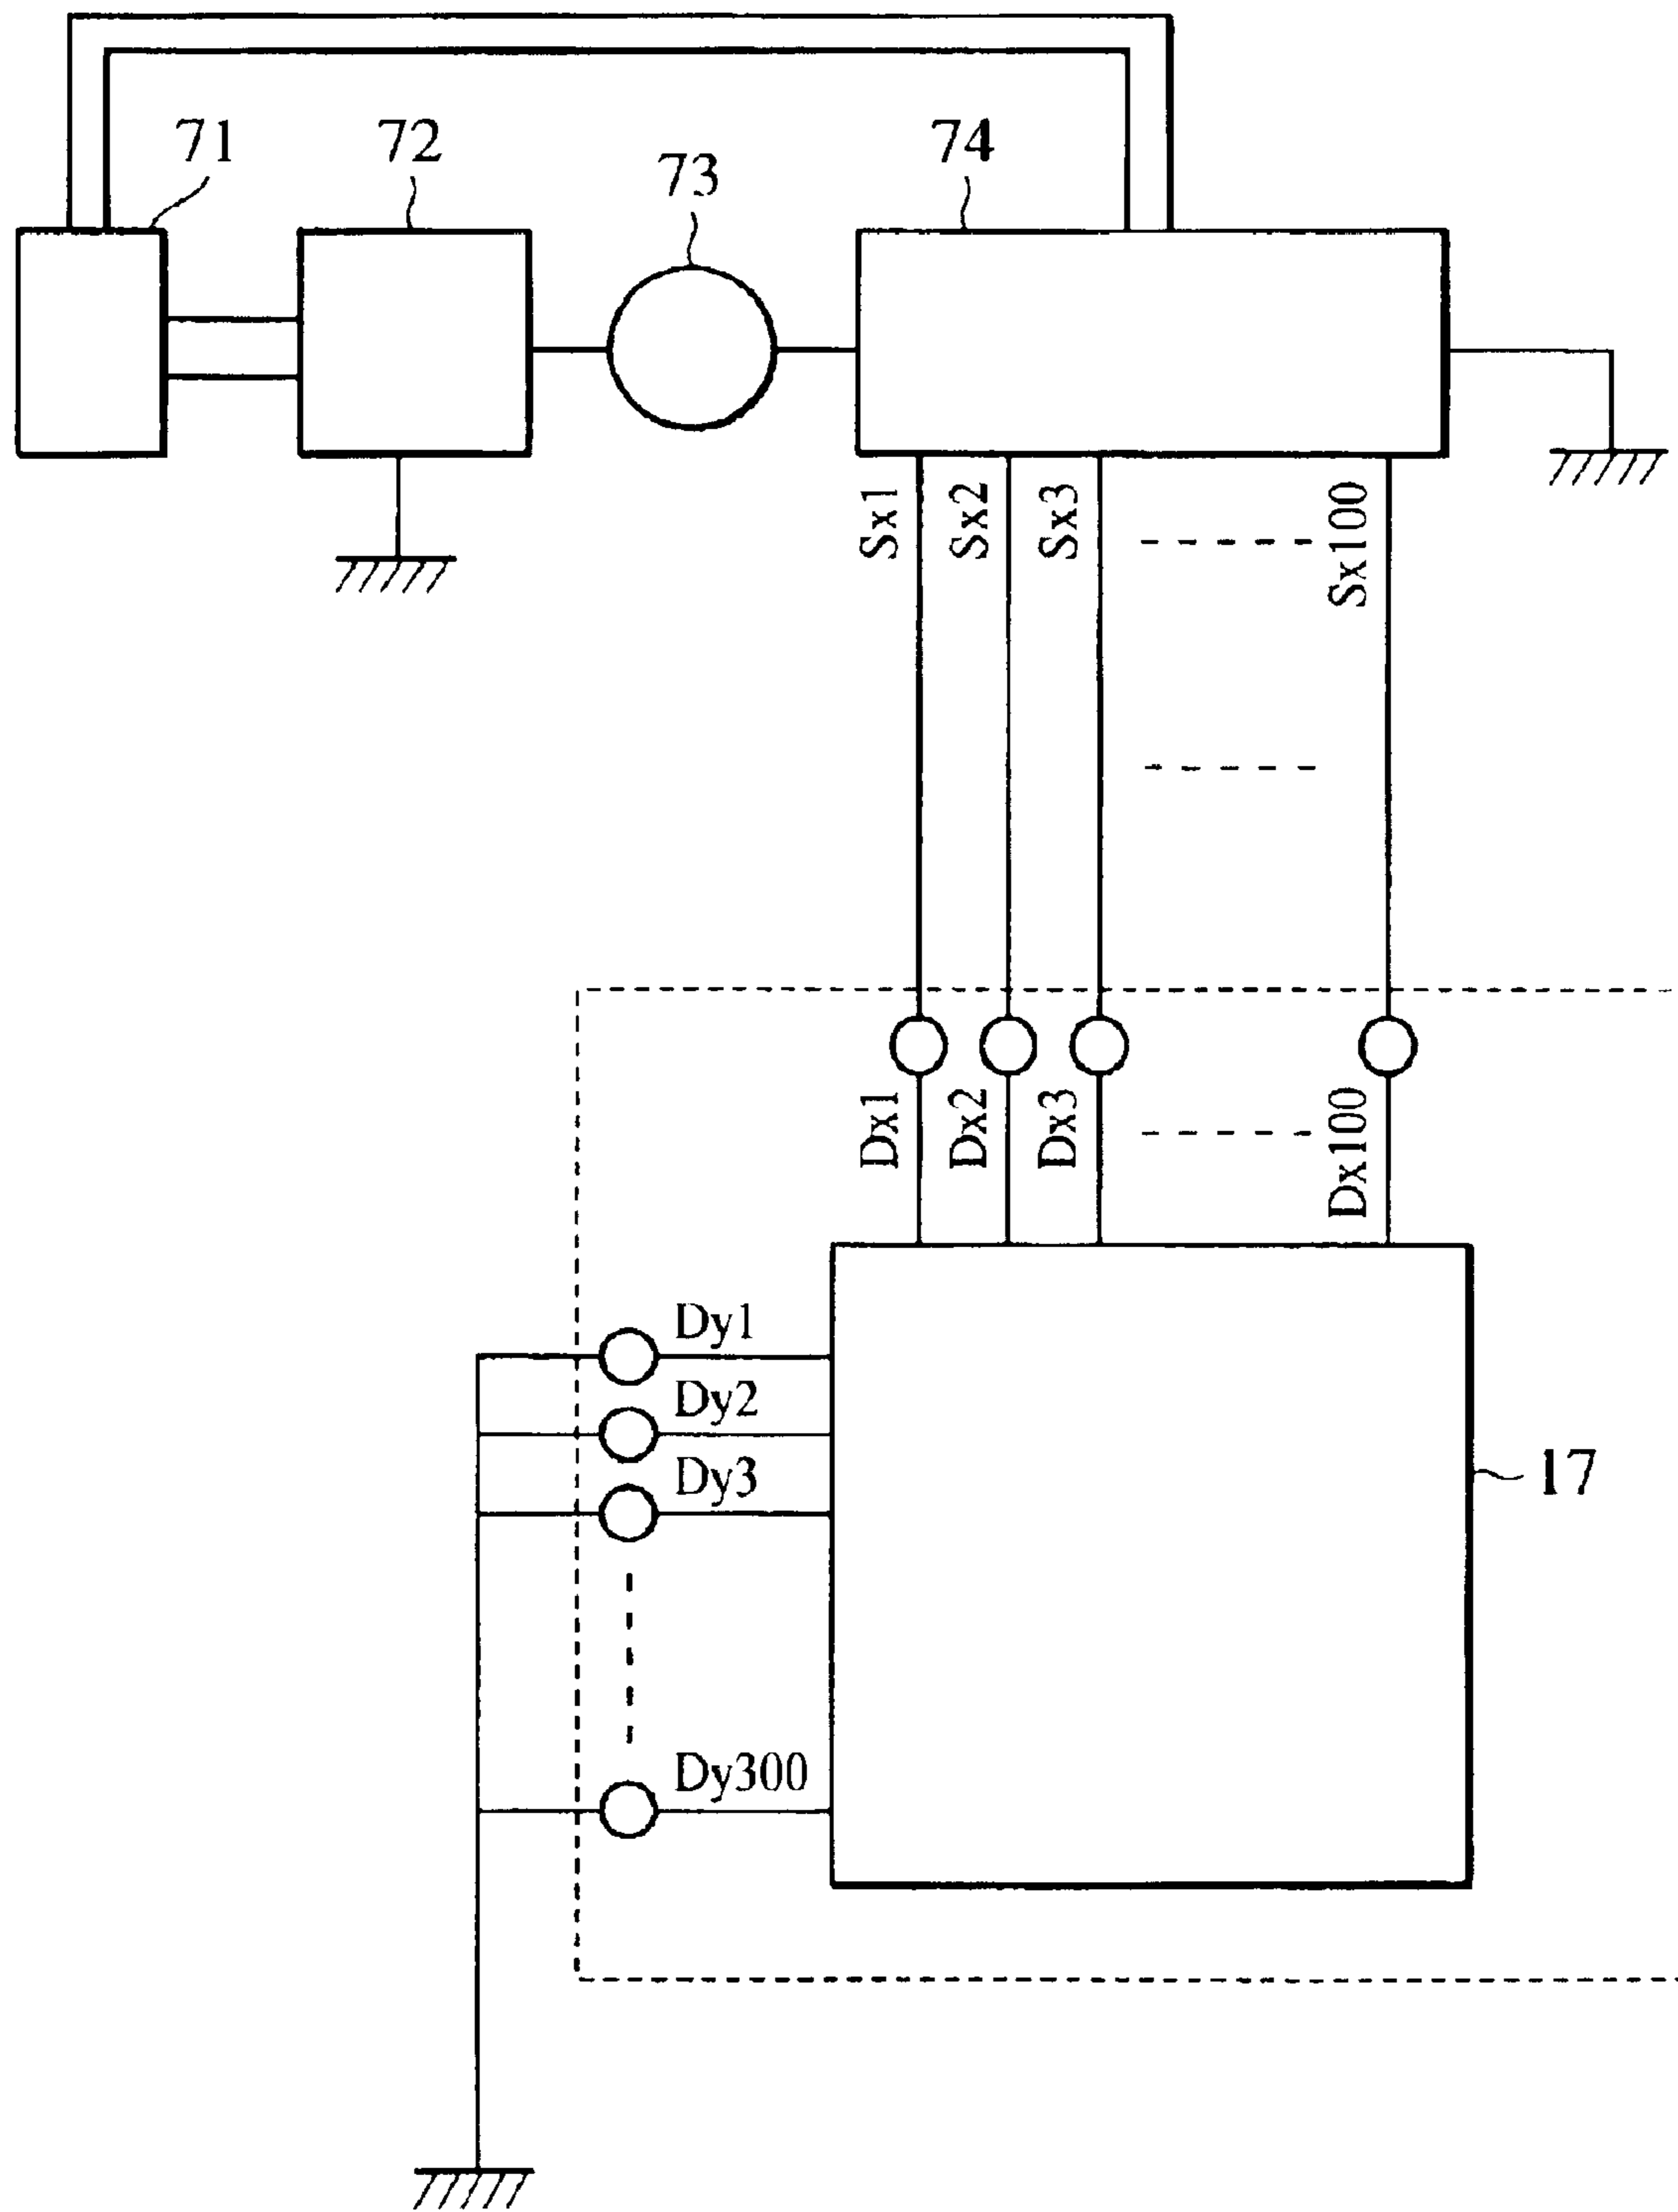 71
72
73
74
Sx1
Sx2
Sx3
Sx100
Dx1
Dx2
Dx3
Dx100
Dy1
Dy2
Dy3
Dy300
17